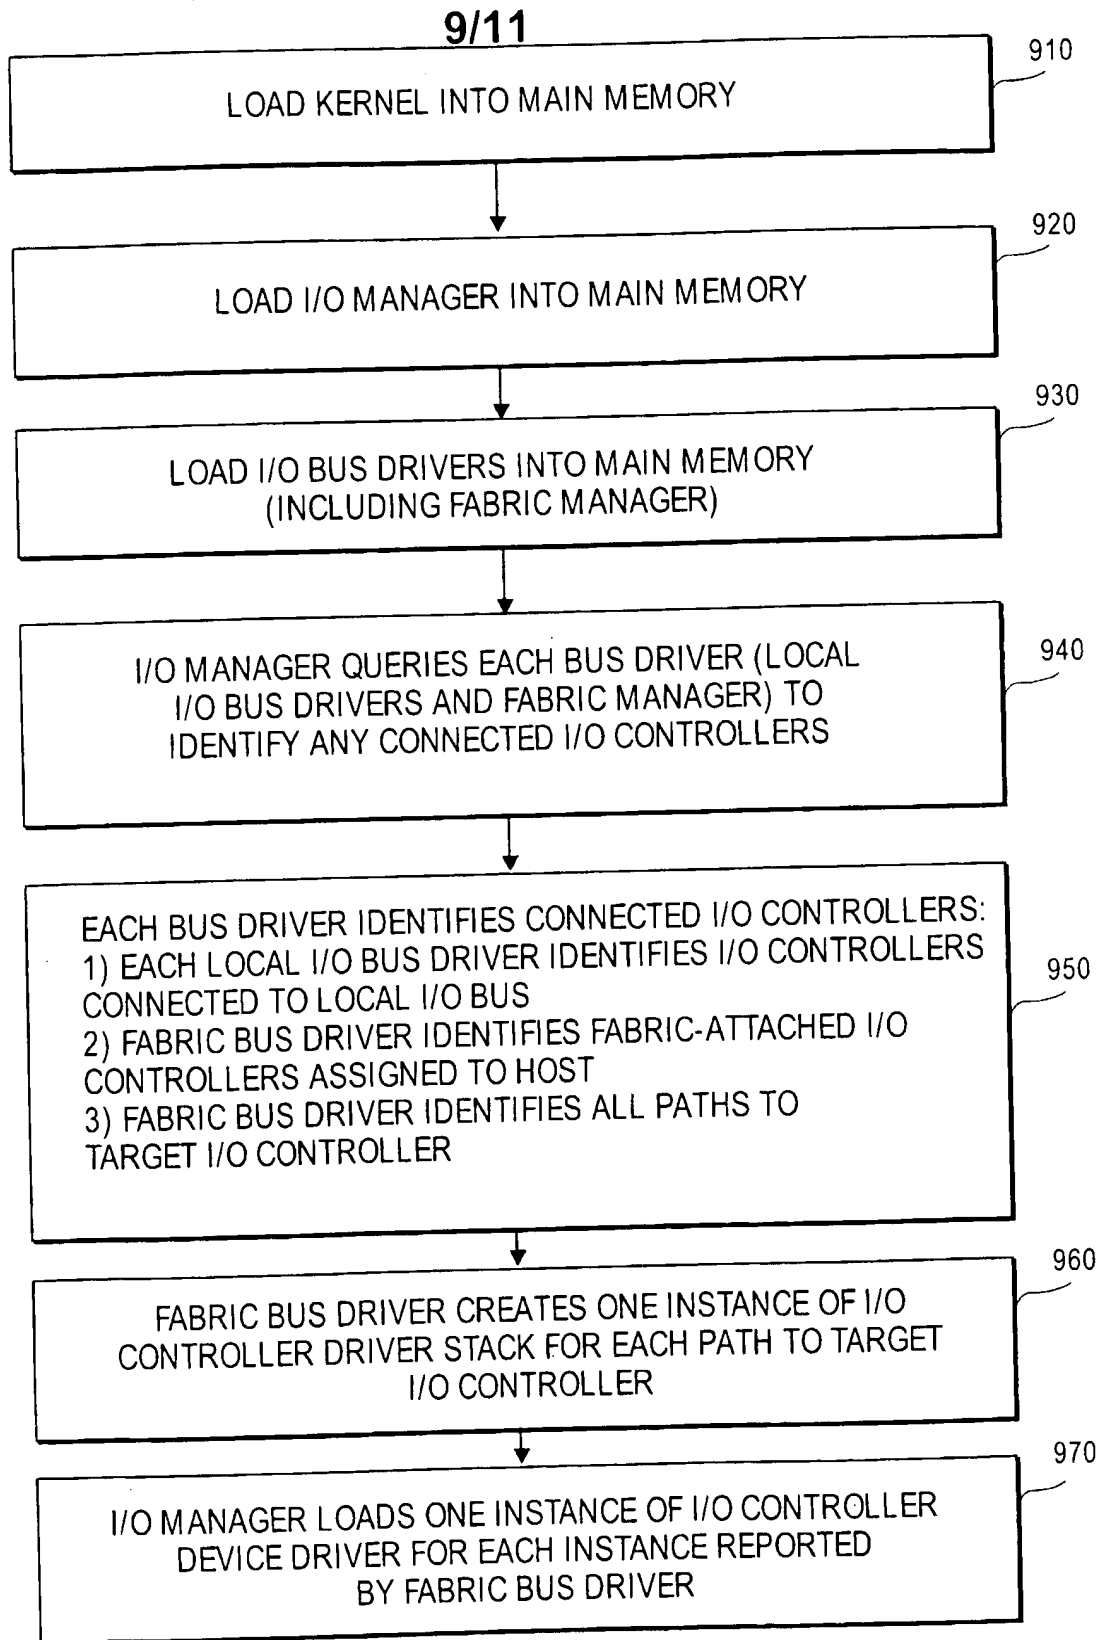 9/11
910
LOAD KERNEL INTO MAIN MEMORY
920
LOAD I/O MANAGER INTO MAIN MEMORY
930
LOAD I/O BUS DRIVERS INTO MAIN MEMORY
(INCLUDING FABRIC MANAGER)
940
I/O MANAGER QUERIES EACH BUS DRIVER (LOCAL
I/O BUS DRIVERS AND FABRIC MANAGER) TO
IDENTIFY ANY CONNECTED I/O CONTROLLERS
950
EACH BUS DRIVER IDENTIFIES CONNECTED I/O CONTROLLERS:
1) EACH LOCAL I/O BUS DRIVER IDENTIFIES I/O CONTROLLERS
CONNECTED TO LOCAL I/O BUS
2) FABRIC BUS DRIVER IDENTIFIES FABRIC-ATTACHED I/O
CONTROLLERS ASSIGNED TO HOST
3) FABRIC BUS DRIVER IDENTIFIES ALL PATHS TO
TARGET I/O CONTROLLER
960
FABRIC BUS DRIVER CREATES ONE INSTANCE OF I/O
CONTROLLER DRIVER STACK FOR EACH PATH TO TARGET
I/O CONTROLLER
970
I/O MANAGER LOADS ONE INSTANCE OF I/O CONTROLLER
DEVICE DRIVER FOR EACH INSTANCE REPORTED
BY FABRIC BUS DRIVER